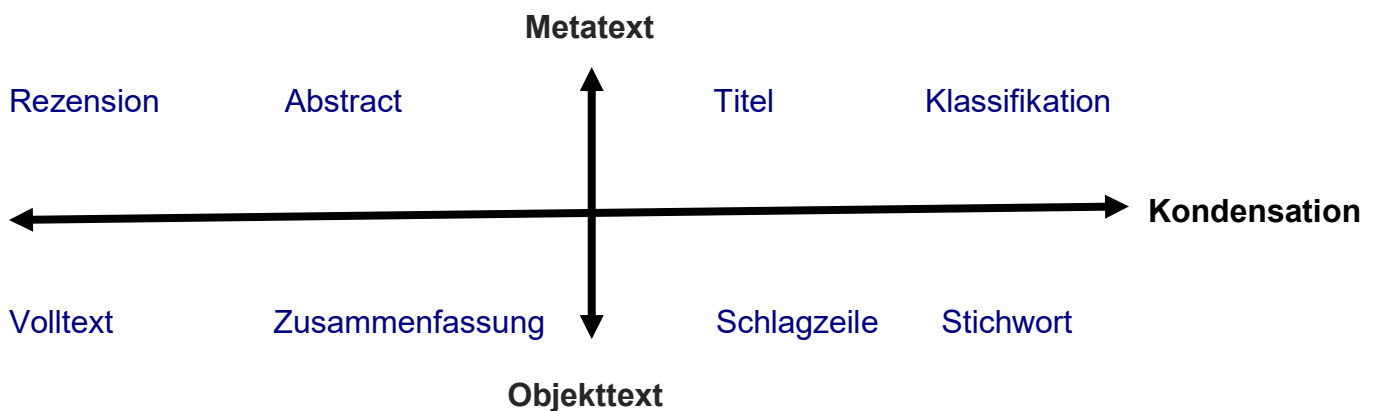 Metatext
Rezension Abstract Titel Klassifikation
Kondensation
Volltext Zusammenfassung Schlagzeile Stichwort
Objekttext